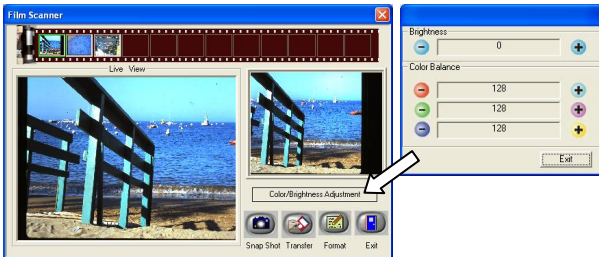 Film Scanner
Live View
Color/Brightness Adjustment
Snap Shot Transfer Format Exit
Brightness
0
Color Balance
128
128
128
Exit